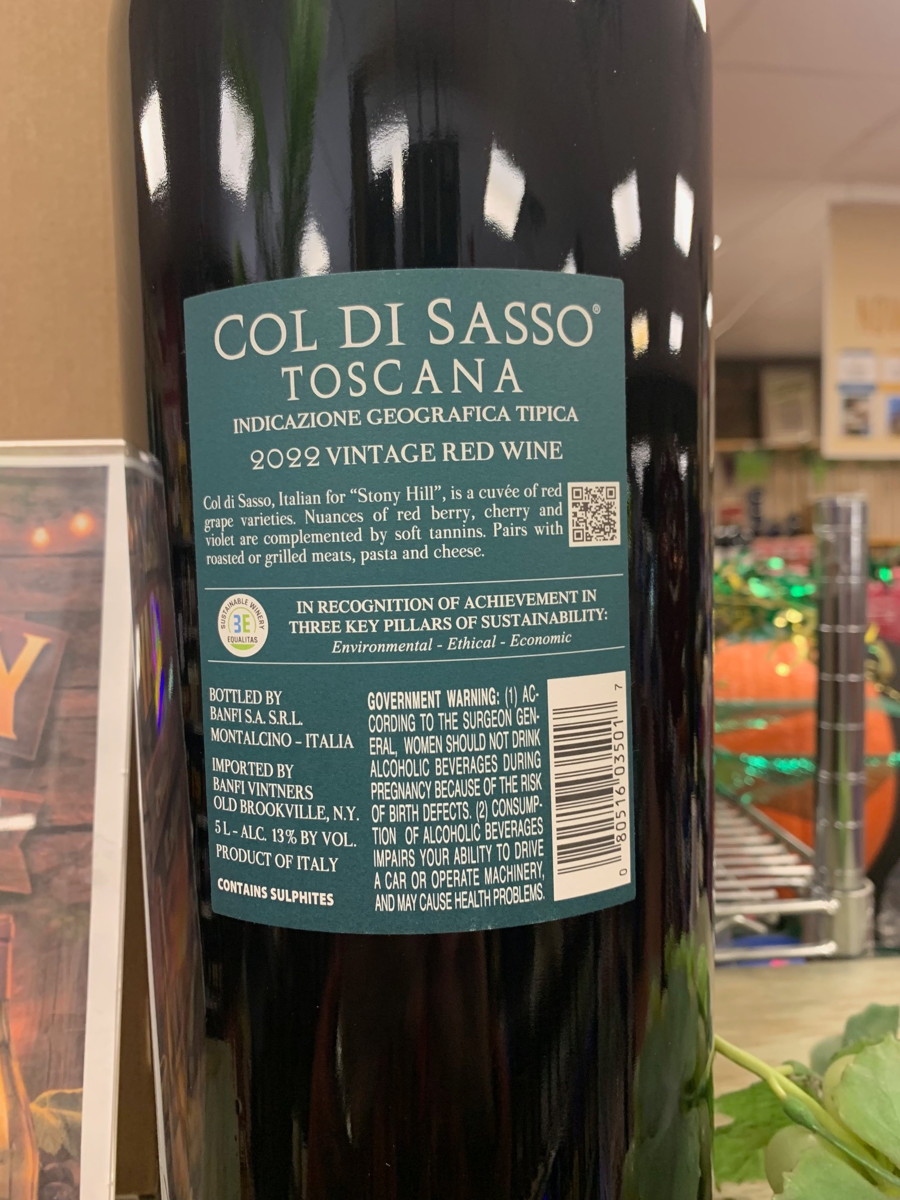 COL DI SASSO®
TOSCANA
INDICAZIONE GEOGRAFICA TIPICA
2022 VINTAGE RED WINE
Col di Sasso, Italian for “Stony Hill”, is a cuvée of red
grape varieties. Nuances of red berry, cherry and
violet are complemented by soft tannins. Pairs with
roasted or grilled meats, pasta and cheese.
SUSTAINABLE WINERY
3E
EQUALITAS
IN RECOGNITION OF ACHIEVEMENT IN
THREE KEY PILLARS OF SUSTAINABILITY:
Environmental - Ethical - Economic
BOTTLED BY
BANFI S.A. S.R.L.
MONTALCINO – ITALIA
IMPORTED BY
BANFI VINTNERS
OLD BROOKVILLE, N.Y.
5 L - ALC. 13% BY VOL.
PRODUCT OF ITALY
CONTAINS SULPHITES
GOVERNMENT WARNING: (1) AC-
CORDING TO THE SURGEON GEN-
ERAL, WOMEN SHOULD NOT DRINK
ALCOHOLIC BEVERAGES DURING
PREGNANCY BECAUSE OF THE RISK
OF BIRTH DEFECTS. (2) CONSUMP-
TION OF ALCOHOLIC BEVERAGES
IMPAIRS YOUR ABILITY TO DRIVE
A CAR OR OPERATE MACHINERY,
AND MAY CAUSE HEALTH PROBLEMS.
0 80516 03501 7
Y